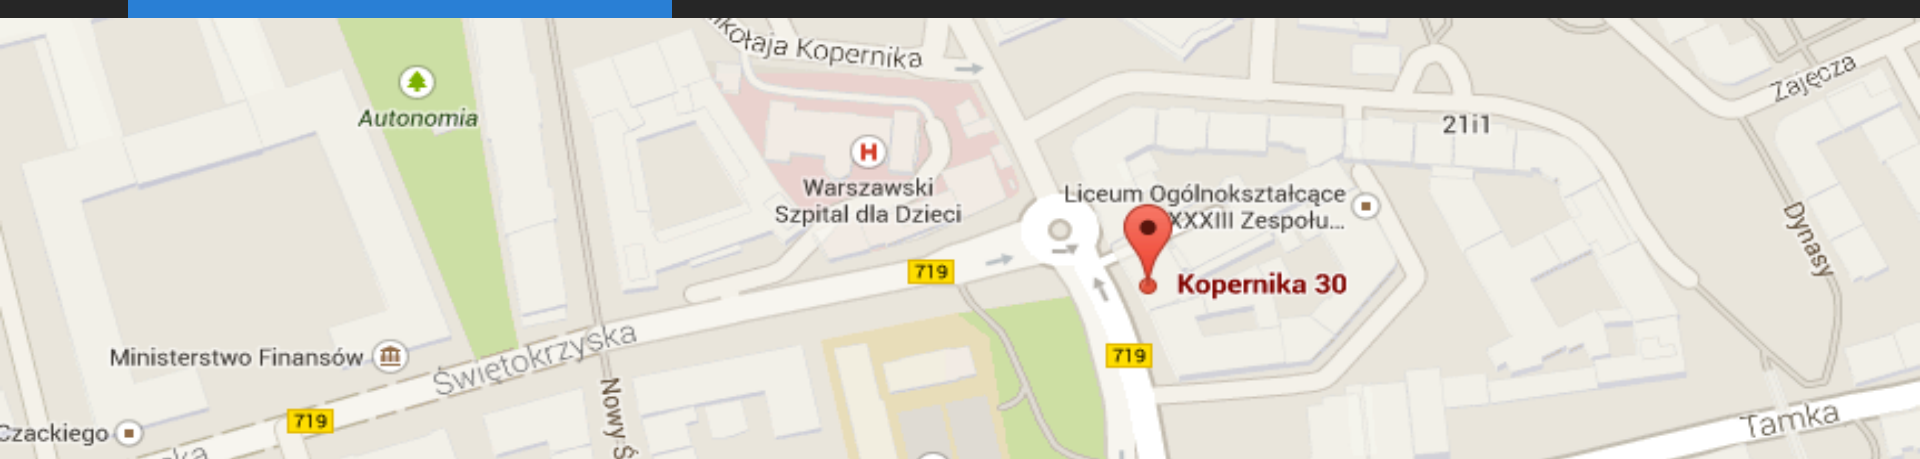 Mikołaja Kopernika
Zajęcza
Autonomia
21i1
Warszawski
Szpital dla Dzieci
Liceum Ogólnokształcące
XXXIII Zespołu...
Dynasy
719
Kopernika 30
Świętokrzyska
Ministerstwo Finansów
719
Nowy Ś
719
Tamka
Czackiego
ka